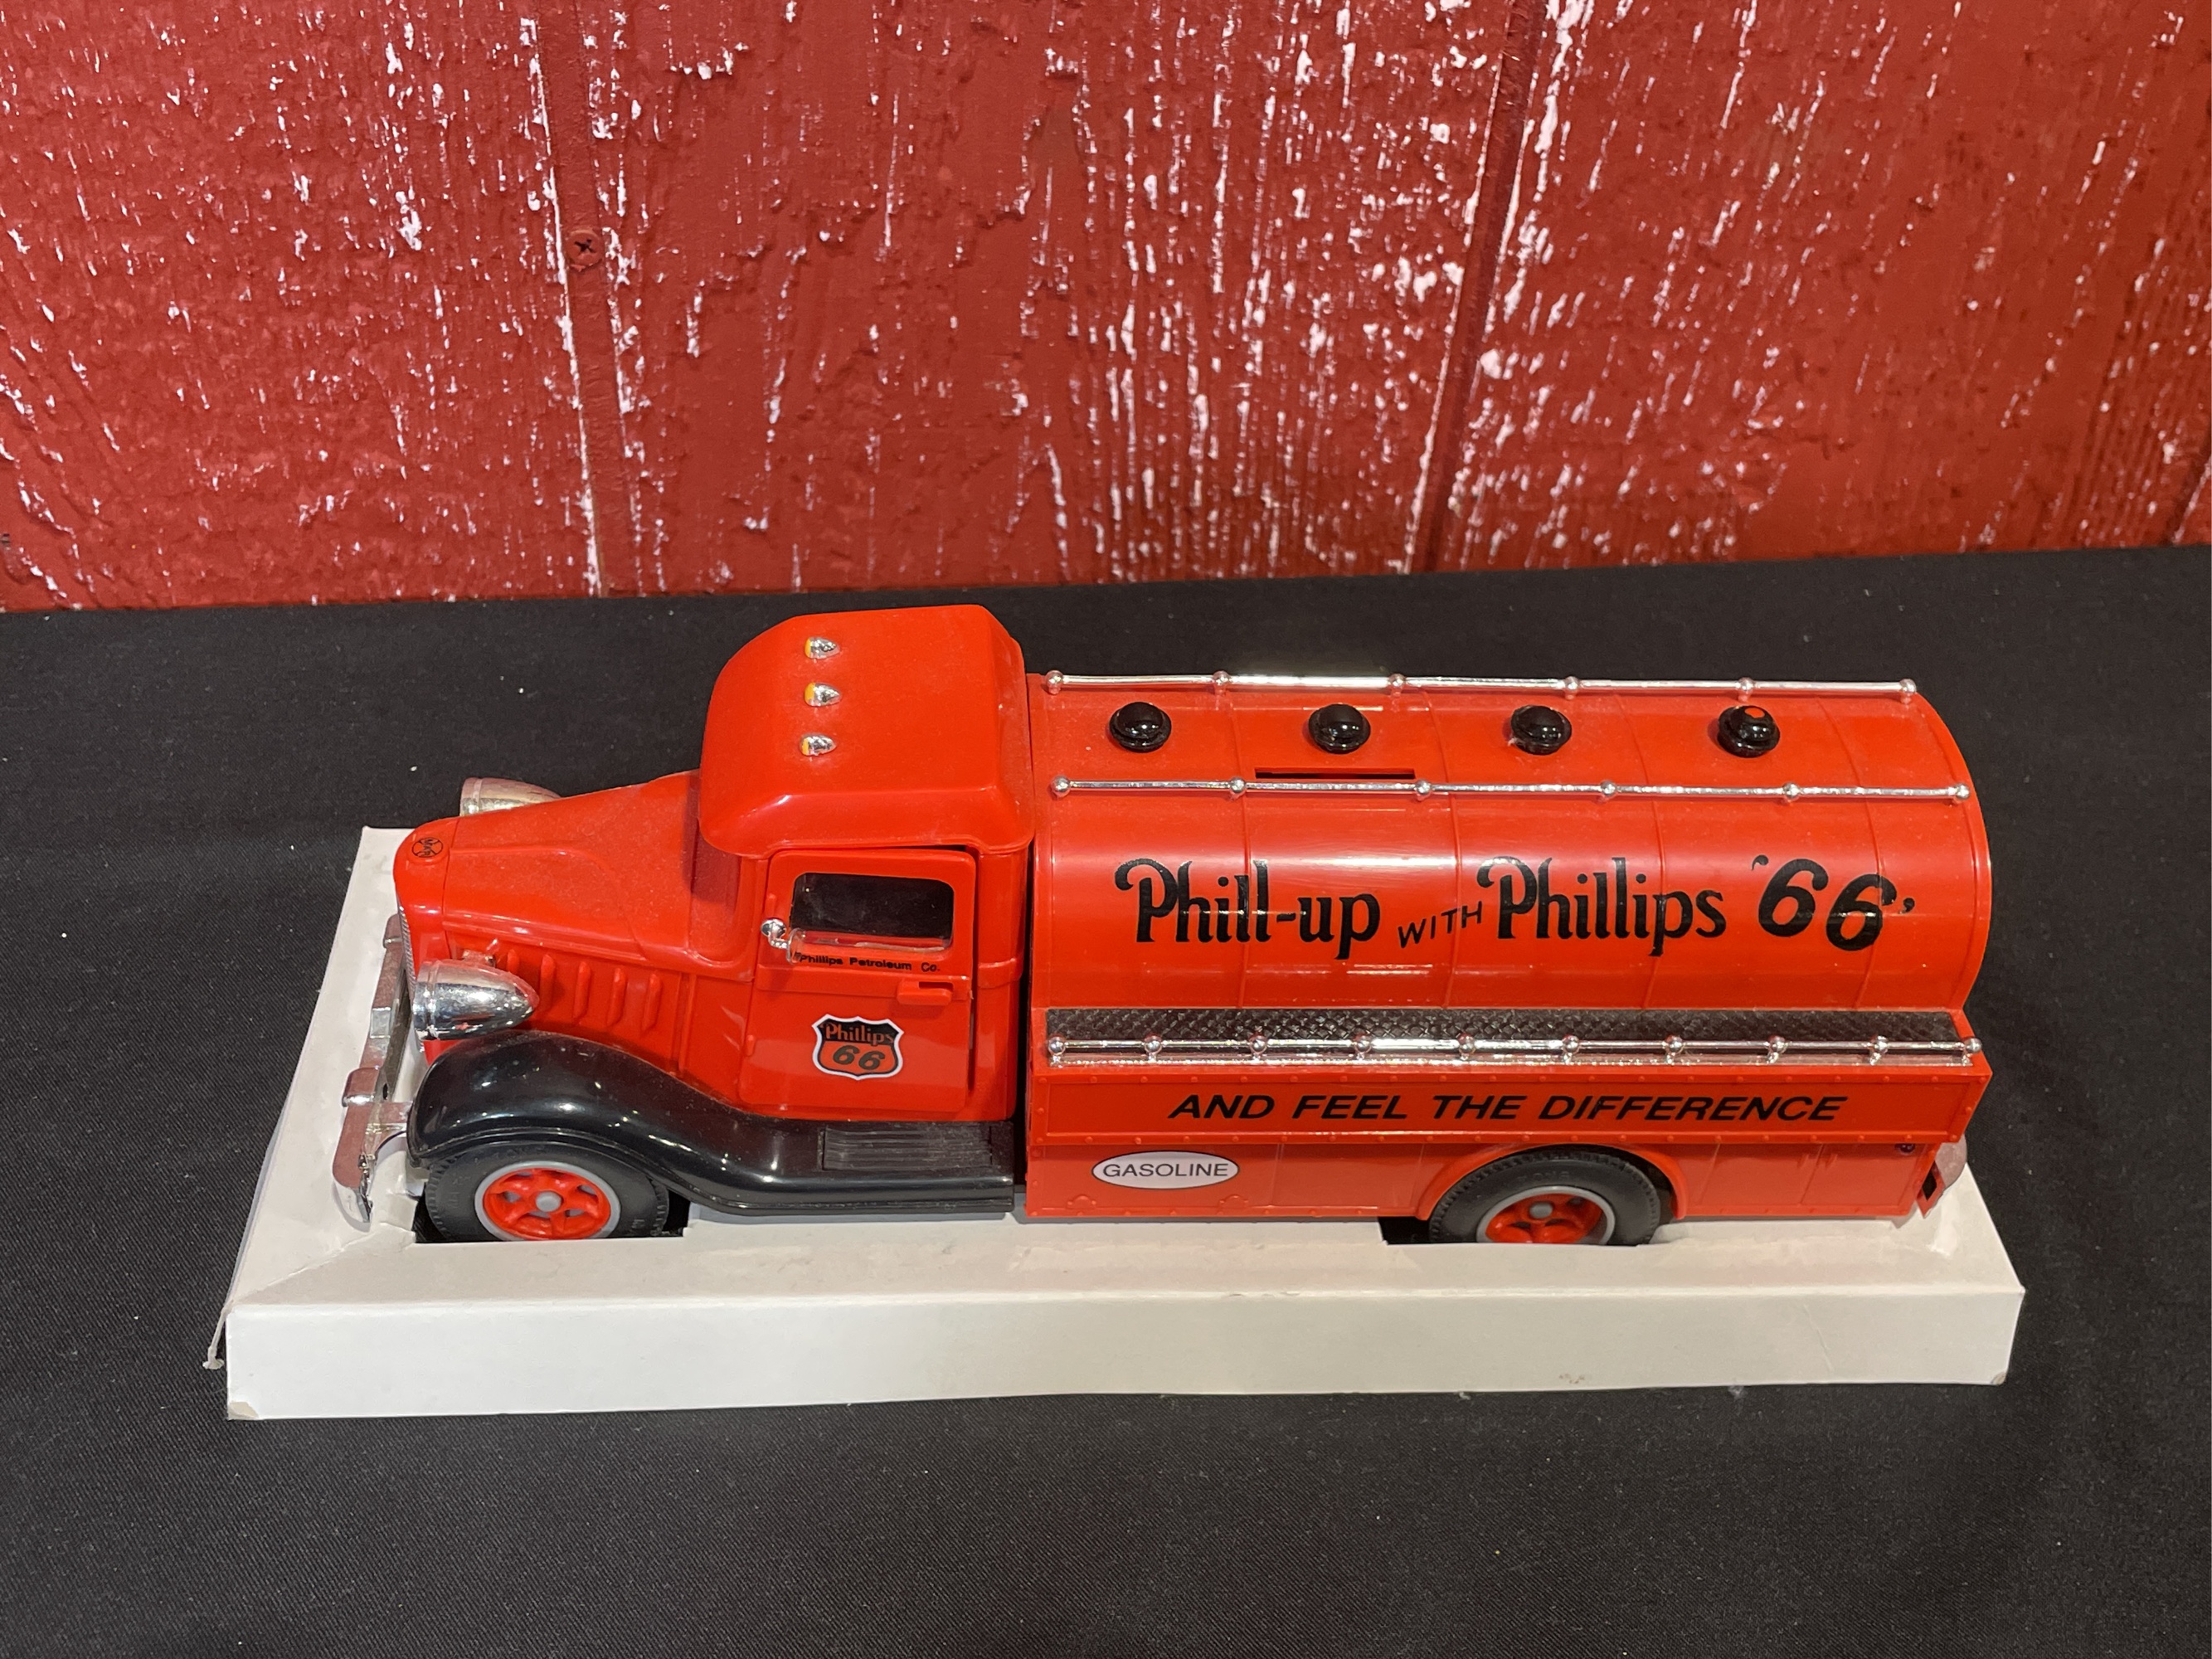 Phill-up WITH Phillips '66'
Phillips Petroleum Co.
Phillips
66
AND FEEL THE DIFFERENCE
GASOLINE